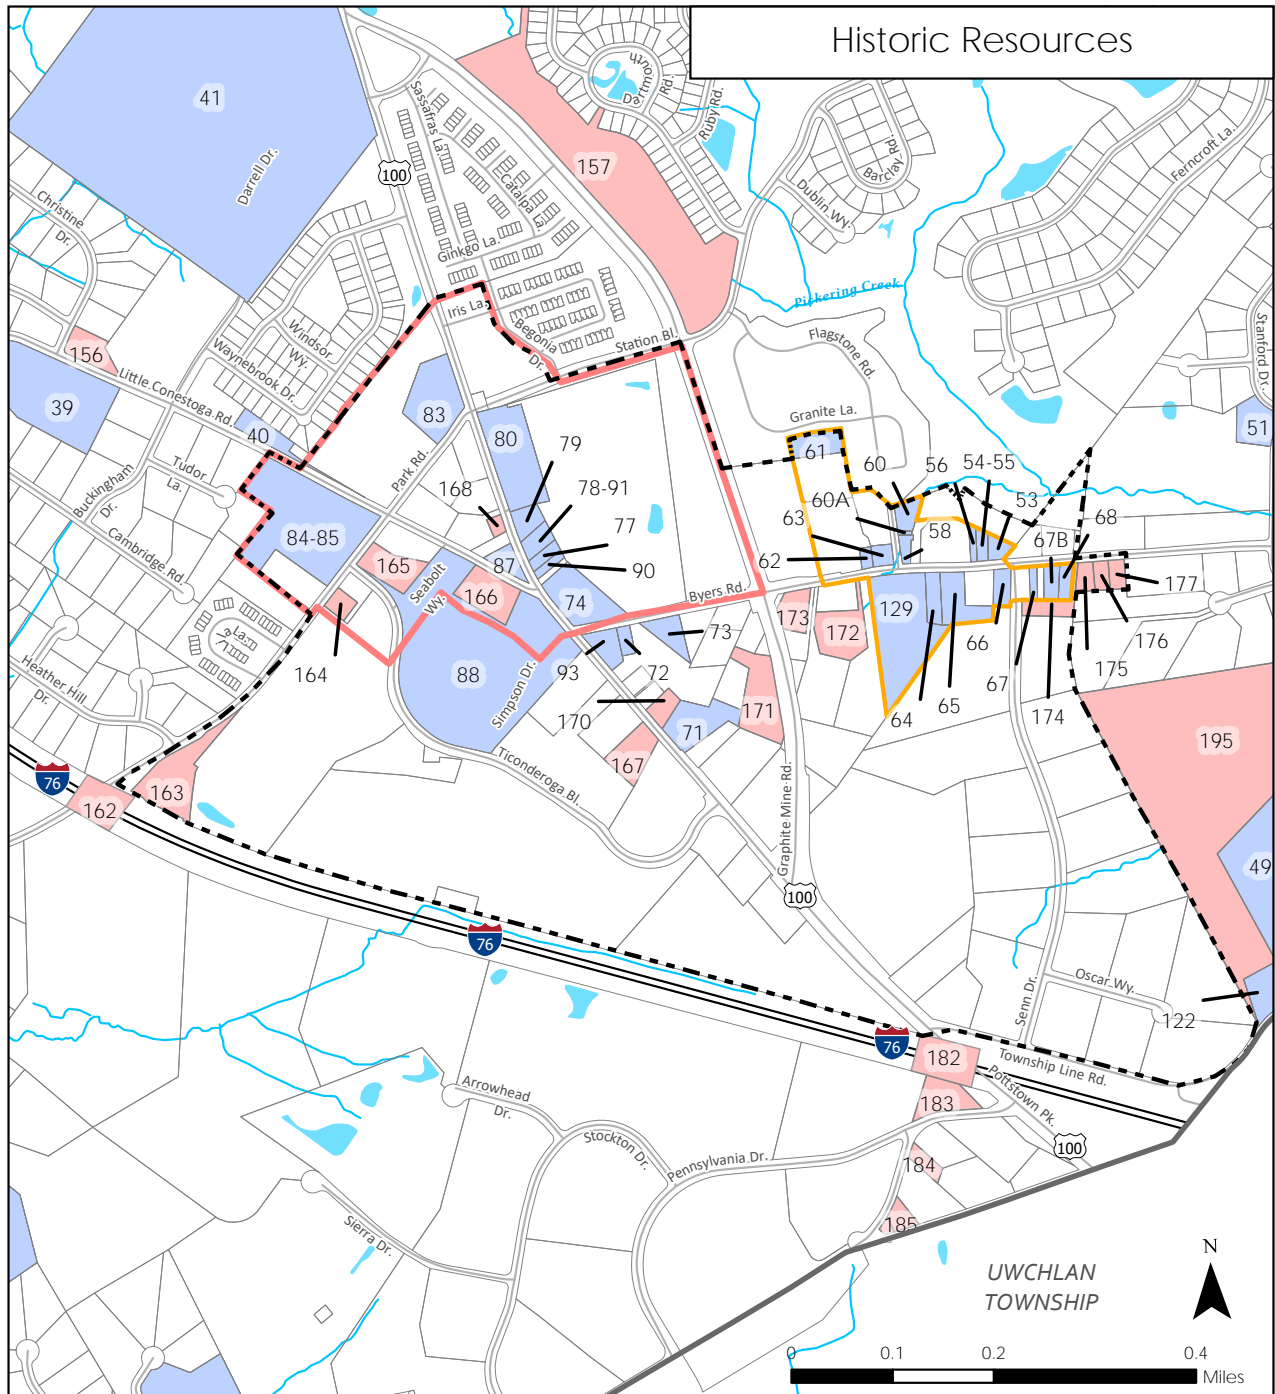 Historic Resources
41
Darrell Dr.
100
Sassafras La.
Catalpa La.
Ginkgo La.
157
Dartmouth Rd.
Ruby Rd.
Barclay Rd.
Dublin Wy.
Ferncroft La.
Christine Dr.
Pickering Creek
Iris La.
Begonia Dr.
Station Bl.
Flagstone Rd.
Stanford Dr.
Windsor Wy.
Waynebrook Dr.
156
Little Conestoga Rd.
39
40
83
80
79
Granite La.
61
60
56
54-55
53
51
Park Rd.
168
78-91
77
90
60A
63
58
67B
68
62
Buckingham Dr.
Tudor La.
Cambridge Rd.
84-85
165
Seabolt Wy.
87
166
74
Byers Rd.
73
173
172
129
177
176
175
66
67
174
65
64
La.
164
88
Simpson Dr.
93
72
170
71
171
167
Heather Hill Dr.
Ticonderoga Bl.
195
76
162
163
Graphite Mine Rd.
49
100
76
Oscar Wy.
Senn Dr.
122
76
182
Township Line Rd.
Pottstown Pk.
183
100
Arrowhead Dr.
Stockton Dr.
Pennsylvania Dr.
184
185
Sierra Dr.
UWCHLAN
TOWNSHIP
N
0 0.1 0.2 0.4
Miles